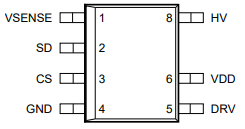 VSENSE 1 8 HV
SD 2
CS 3 6 VDD
GND 4 5 DRV